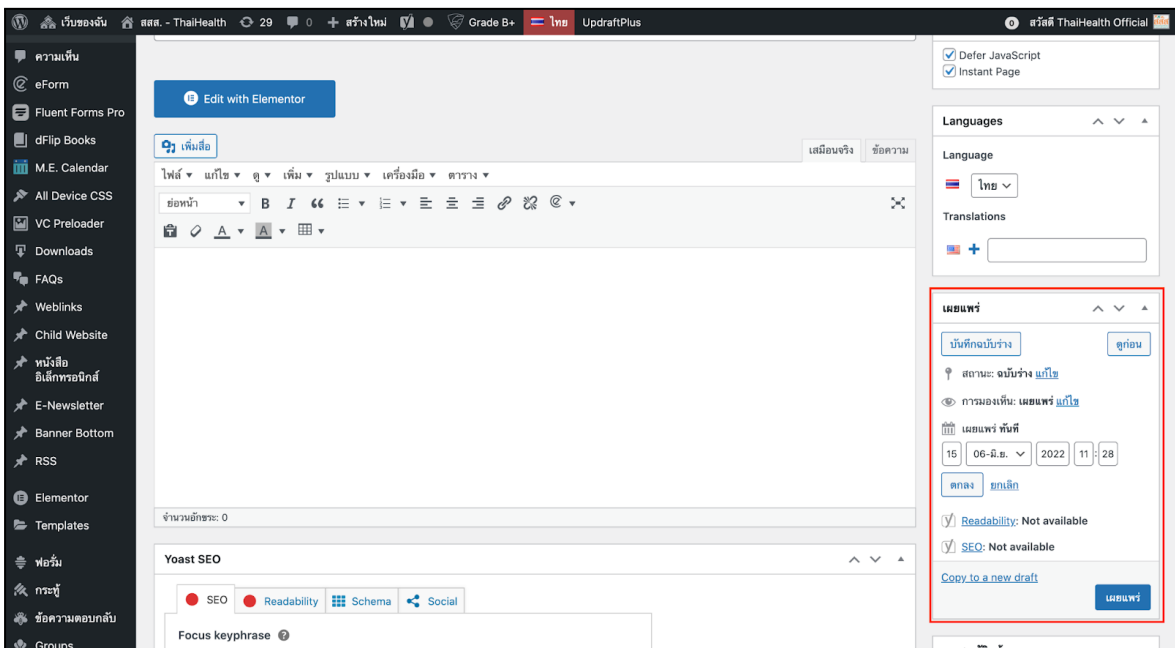 เว็บของฉัน สสส. - ThaiHealth 29 0 + สร้างใหม่ Grade B+ ไทย UpdraftPlus 0 สวัสดี ThaiHealth Official
ความเห็น
eForm
Fluent Forms Pro
dFlip Books
M.E. Calendar
All Device CSS
VC Preloader
Downloads
FAQs
Weblinks
Child Website
หนังสือ
อิเล็กทรอนิกส์
E-Newsletter
Banner Bottom
RSS
Elementor
Templates
ฟอรั่ม
กระทู้
ข้อความตอบกลับ
Groups
Edit with Elementor
เพิ่มสื่อ
เสมือนจริง ข้อความ
ไฟล์ แก้ไข ดู เพิ่ม รูปแบบ เครื่องมือ ตาราง
ย่อหน้า B I
A A
จำนวนอักขระ: 0
Yoast SEO
SEO Readability Schema Social
Focus keyphrase
Defer JavaScript
Instant Page
Languages
Language
ไทย
Translations
เผยแพร่
บันทึกฉบับร่าง ดูก่อน
สถานะ: ฉบับร่าง แก้ไข
การมองเห็น: เผยแพร่ แก้ไข
เผยแพร่ ทันที
15 06-มิ.ย. 2022 11 : 28
ตกลง ยกเลิก
Readability: Not available
SEO: Not available
Copy to a new draft
เผยแพร่